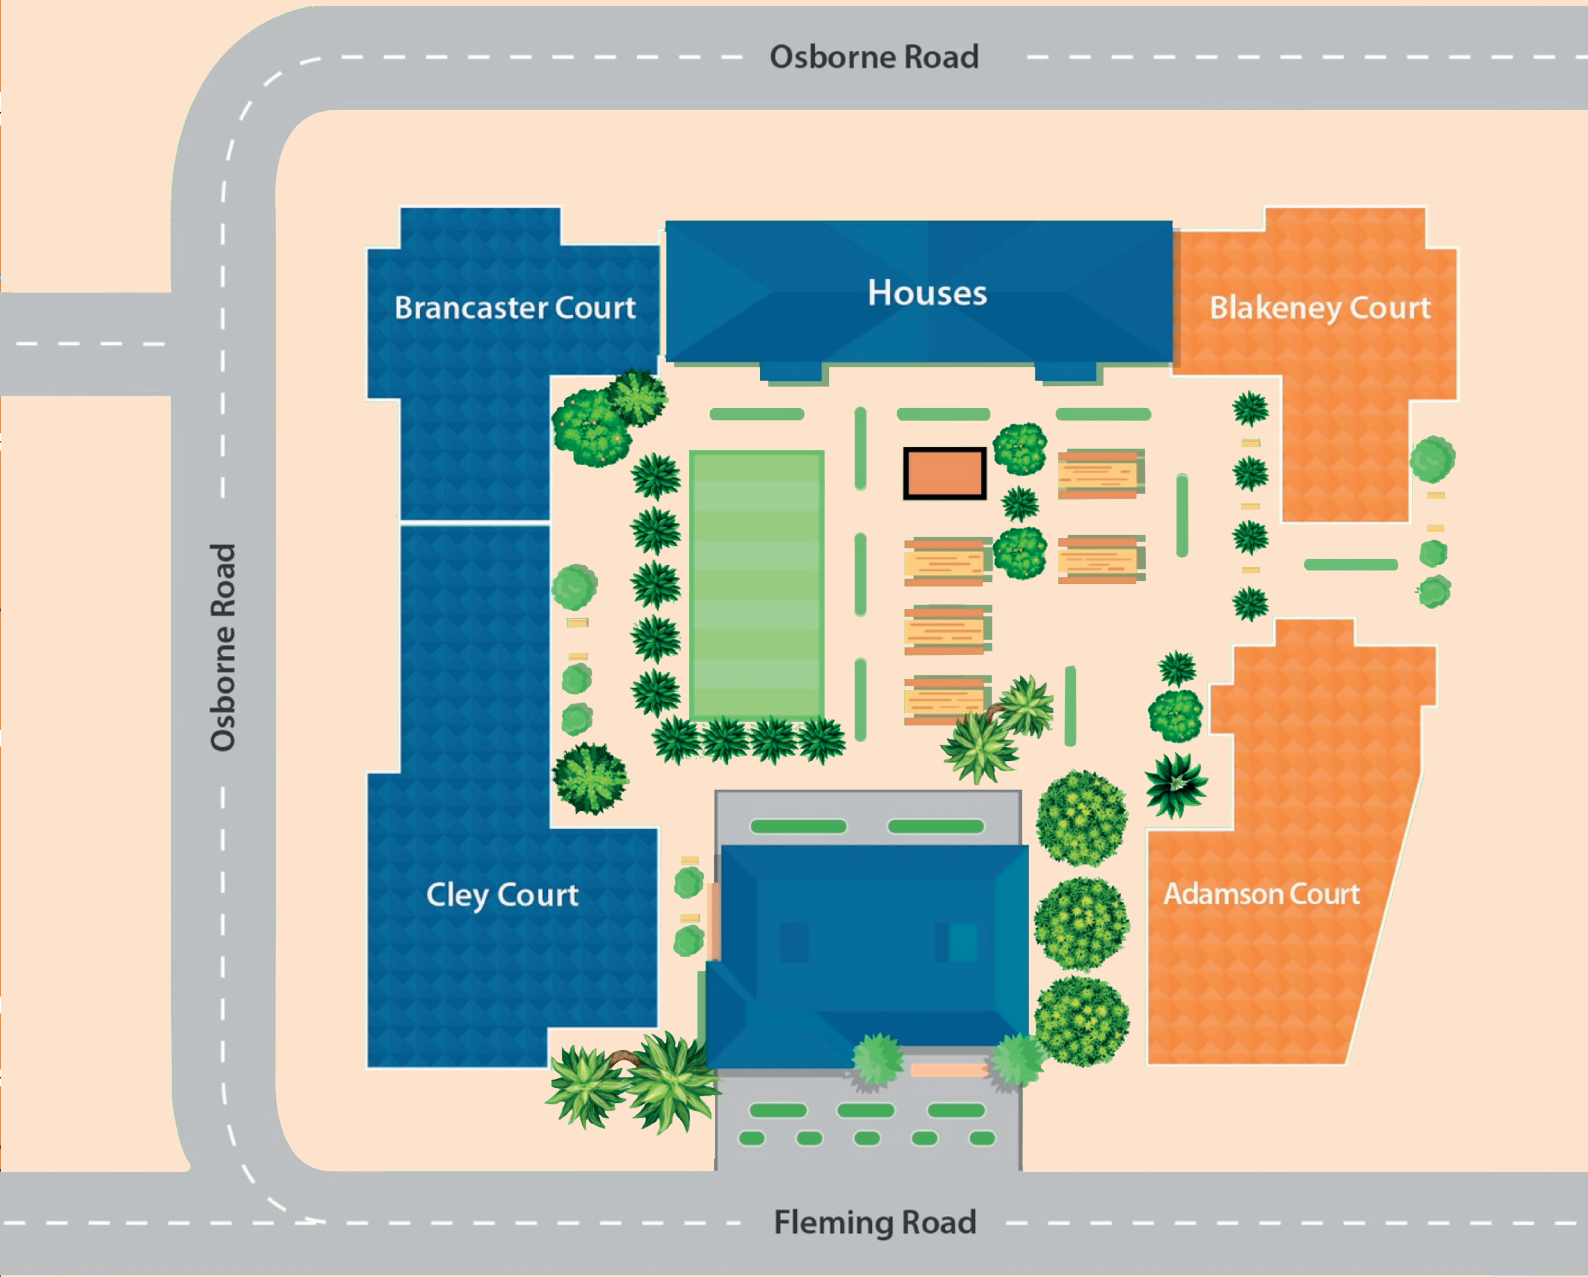 Osborne Road
Brancaster Court
Houses
Blakeney Court
Osborne Road
Cley Court
Adamson Court
Fleming Road